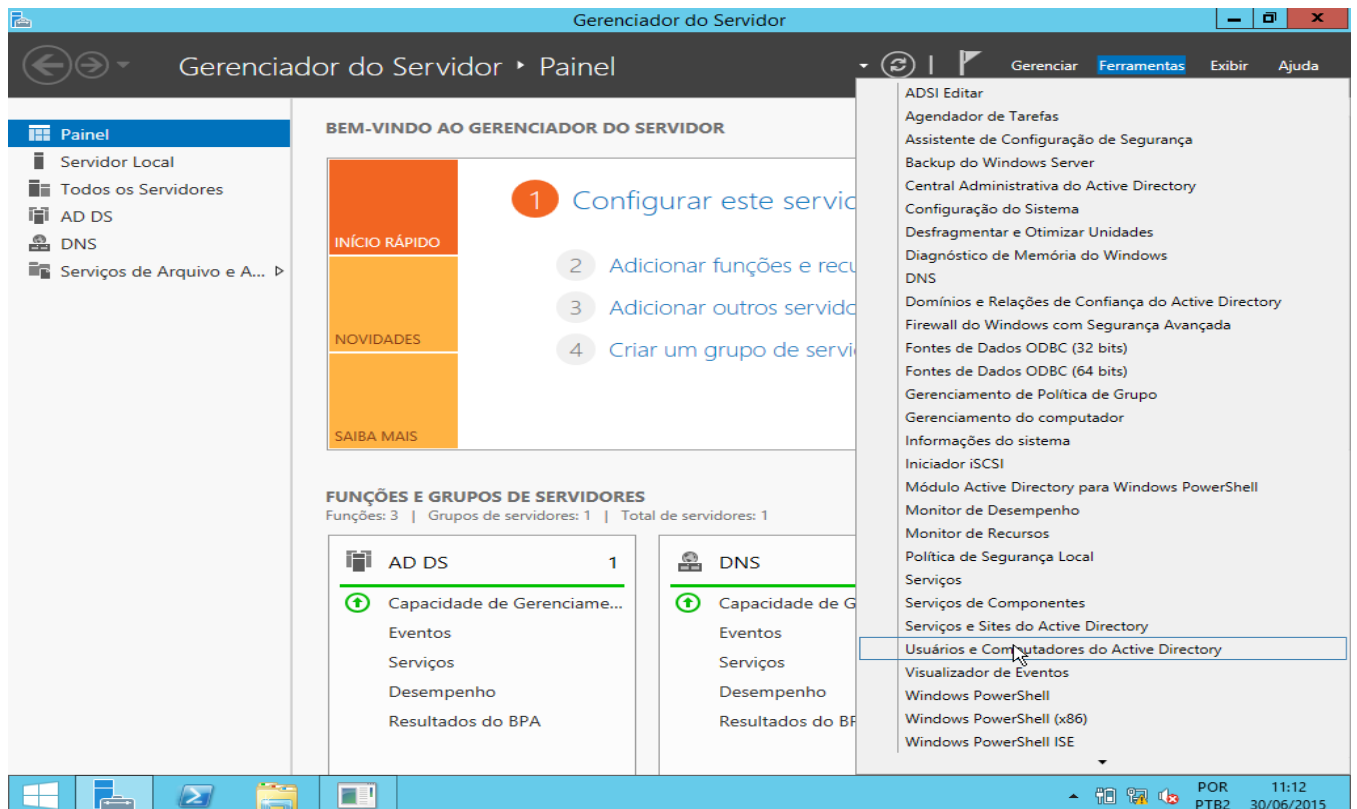 Gerenciador do Servidor
Gerenciador do Servidor ‣ Painel
Gerenciar Ferramentas Exibir Ajuda
Painel
Servidor Local
Todos os Servidores
AD DS
DNS
Serviços de Arquivo e A...
BEM-VINDO AO GERENCIADOR DO SERVIDOR
INÍCIO RÁPIDO
NOVIDADES
SAIBA MAIS
1 Configurar este servid
2 Adicionar funções e recu
3 Adicionar outros servido
4 Criar um grupo de servi
FUNÇÕES E GRUPOS DE SERVIDORES
Funções: 3 | Grupos de servidores: 1 | Total de servidores: 1
AD DS 1
Capacidade de Gerenciame...
Eventos
Serviços
Desempenho
Resultados do BPA
DNS
Capacidade de G
Eventos
Serviços
Desempenho
Resultados do BP
ADSI Editar
Agendador de Tarefas
Assistente de Configuração de Segurança
Backup do Windows Server
Central Administrativa do Active Directory
Configuração do Sistema
Desfragmentar e Otimizar Unidades
Diagnóstico de Memória do Windows
DNS
Domínios e Relações de Confiança do Active Directory
Firewall do Windows com Segurança Avançada
Fontes de Dados ODBC (32 bits)
Fontes de Dados ODBC (64 bits)
Gerenciamento de Política de Grupo
Gerenciamento do computador
Informações do sistema
Iniciador iSCSI
Módulo Active Directory para Windows PowerShell
Monitor de Desempenho
Monitor de Recursos
Política de Segurança Local
Serviços
Serviços de Componentes
Serviços e Sites do Active Directory
Usuários e Computadores do Active Directory
Visualizador de Eventos
Windows PowerShell
Windows PowerShell (x86)
Windows PowerShell ISE
POR 11:12
PTB2 30/06/2015